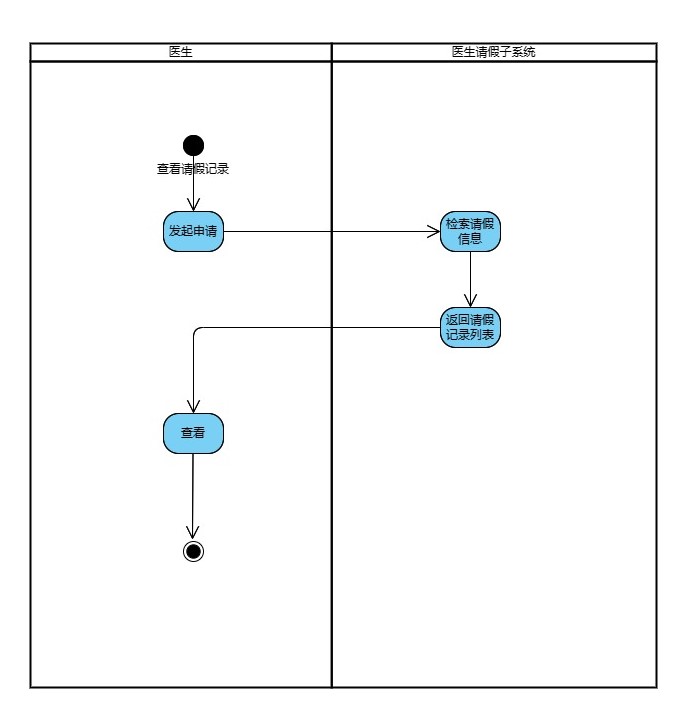 医生
医生请假子系统
查看请假记录
发起申请
检索请假
信息
返回请假
记录列表
查看